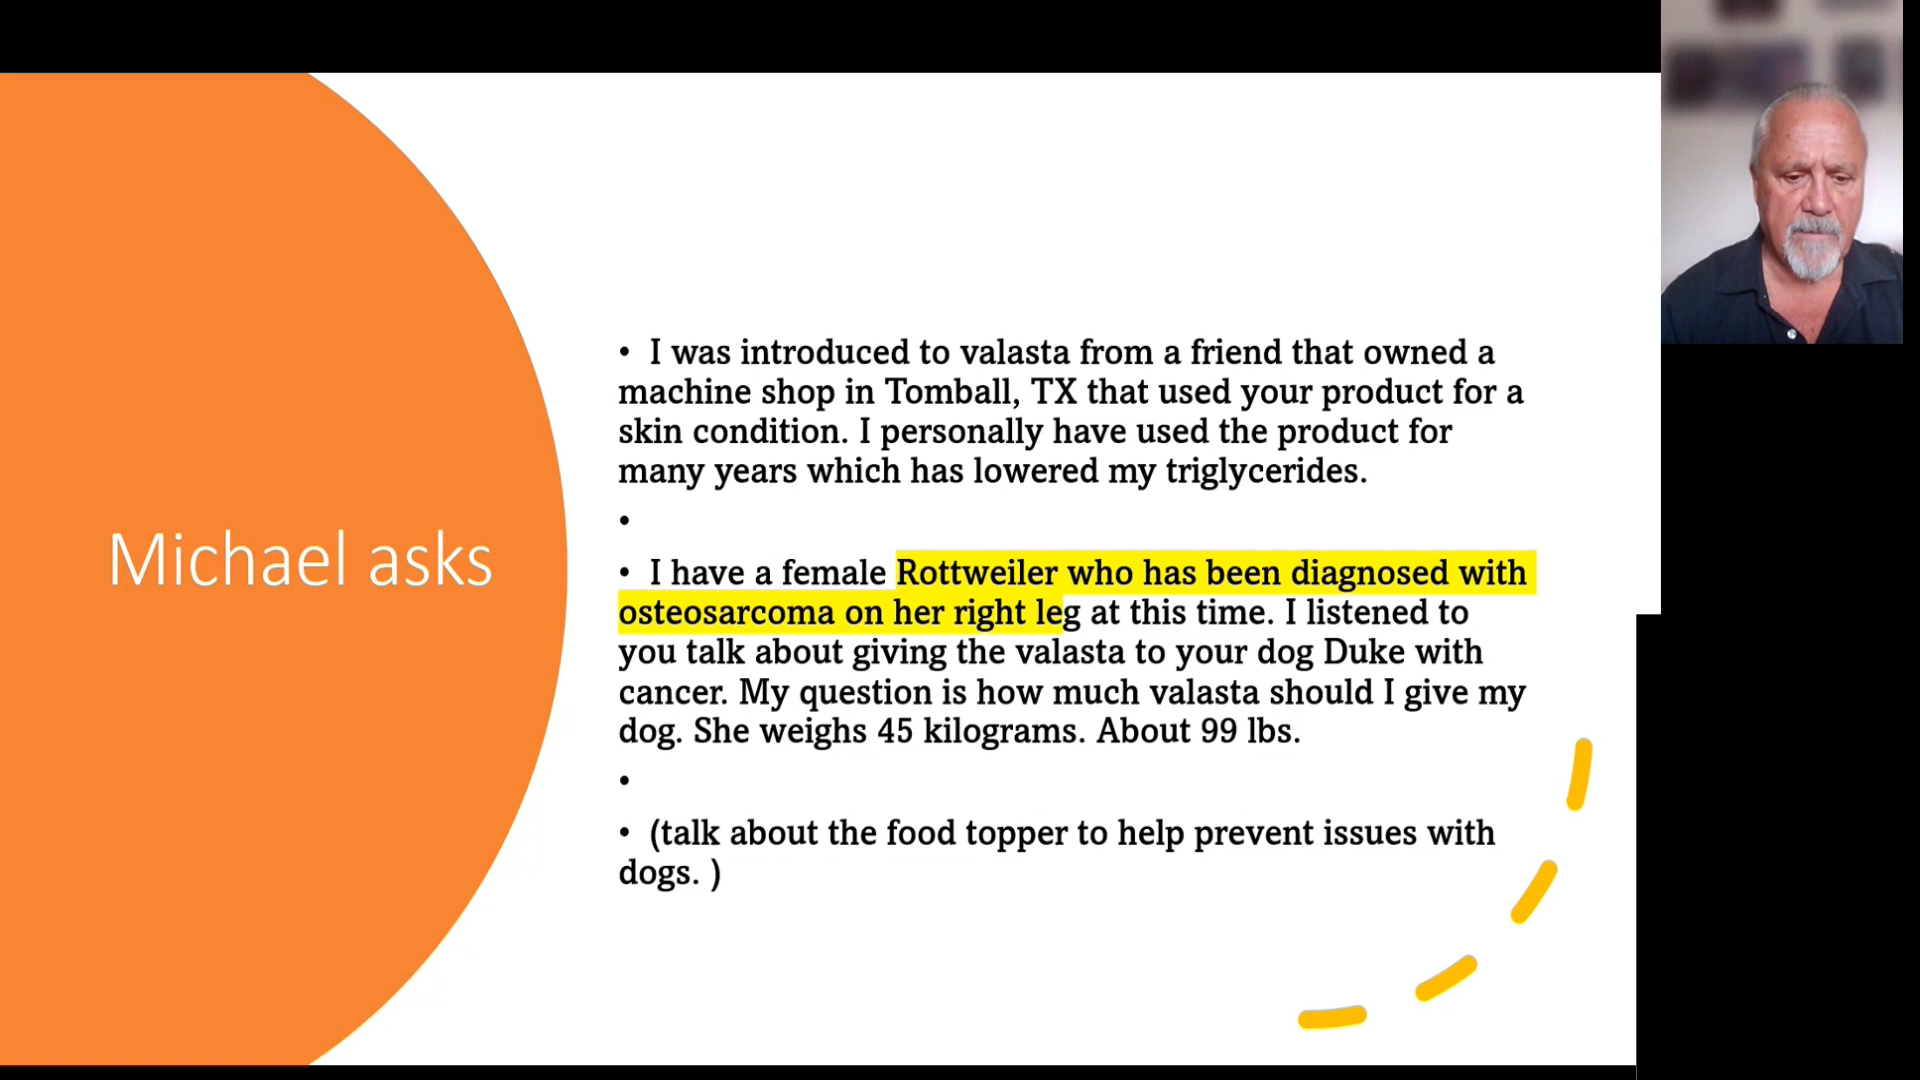 Michael asks
• I was introduced to valasta from a friend that owned a
machine shop in Tomball, TX that used your product for a
skin condition. I personally have used the product for
many years which has lowered my triglycerides.
•
• I have a female Rottweiler who has been diagnosed with
osteosarcoma on her right leg at this time. I listened to
you talk about giving the valasta to your dog Duke with
cancer. My question is how much valasta should I give my
dog. She weighs 45 kilograms. About 99 lbs.
•
• (talk about the food topper to help prevent issues with
dogs. )